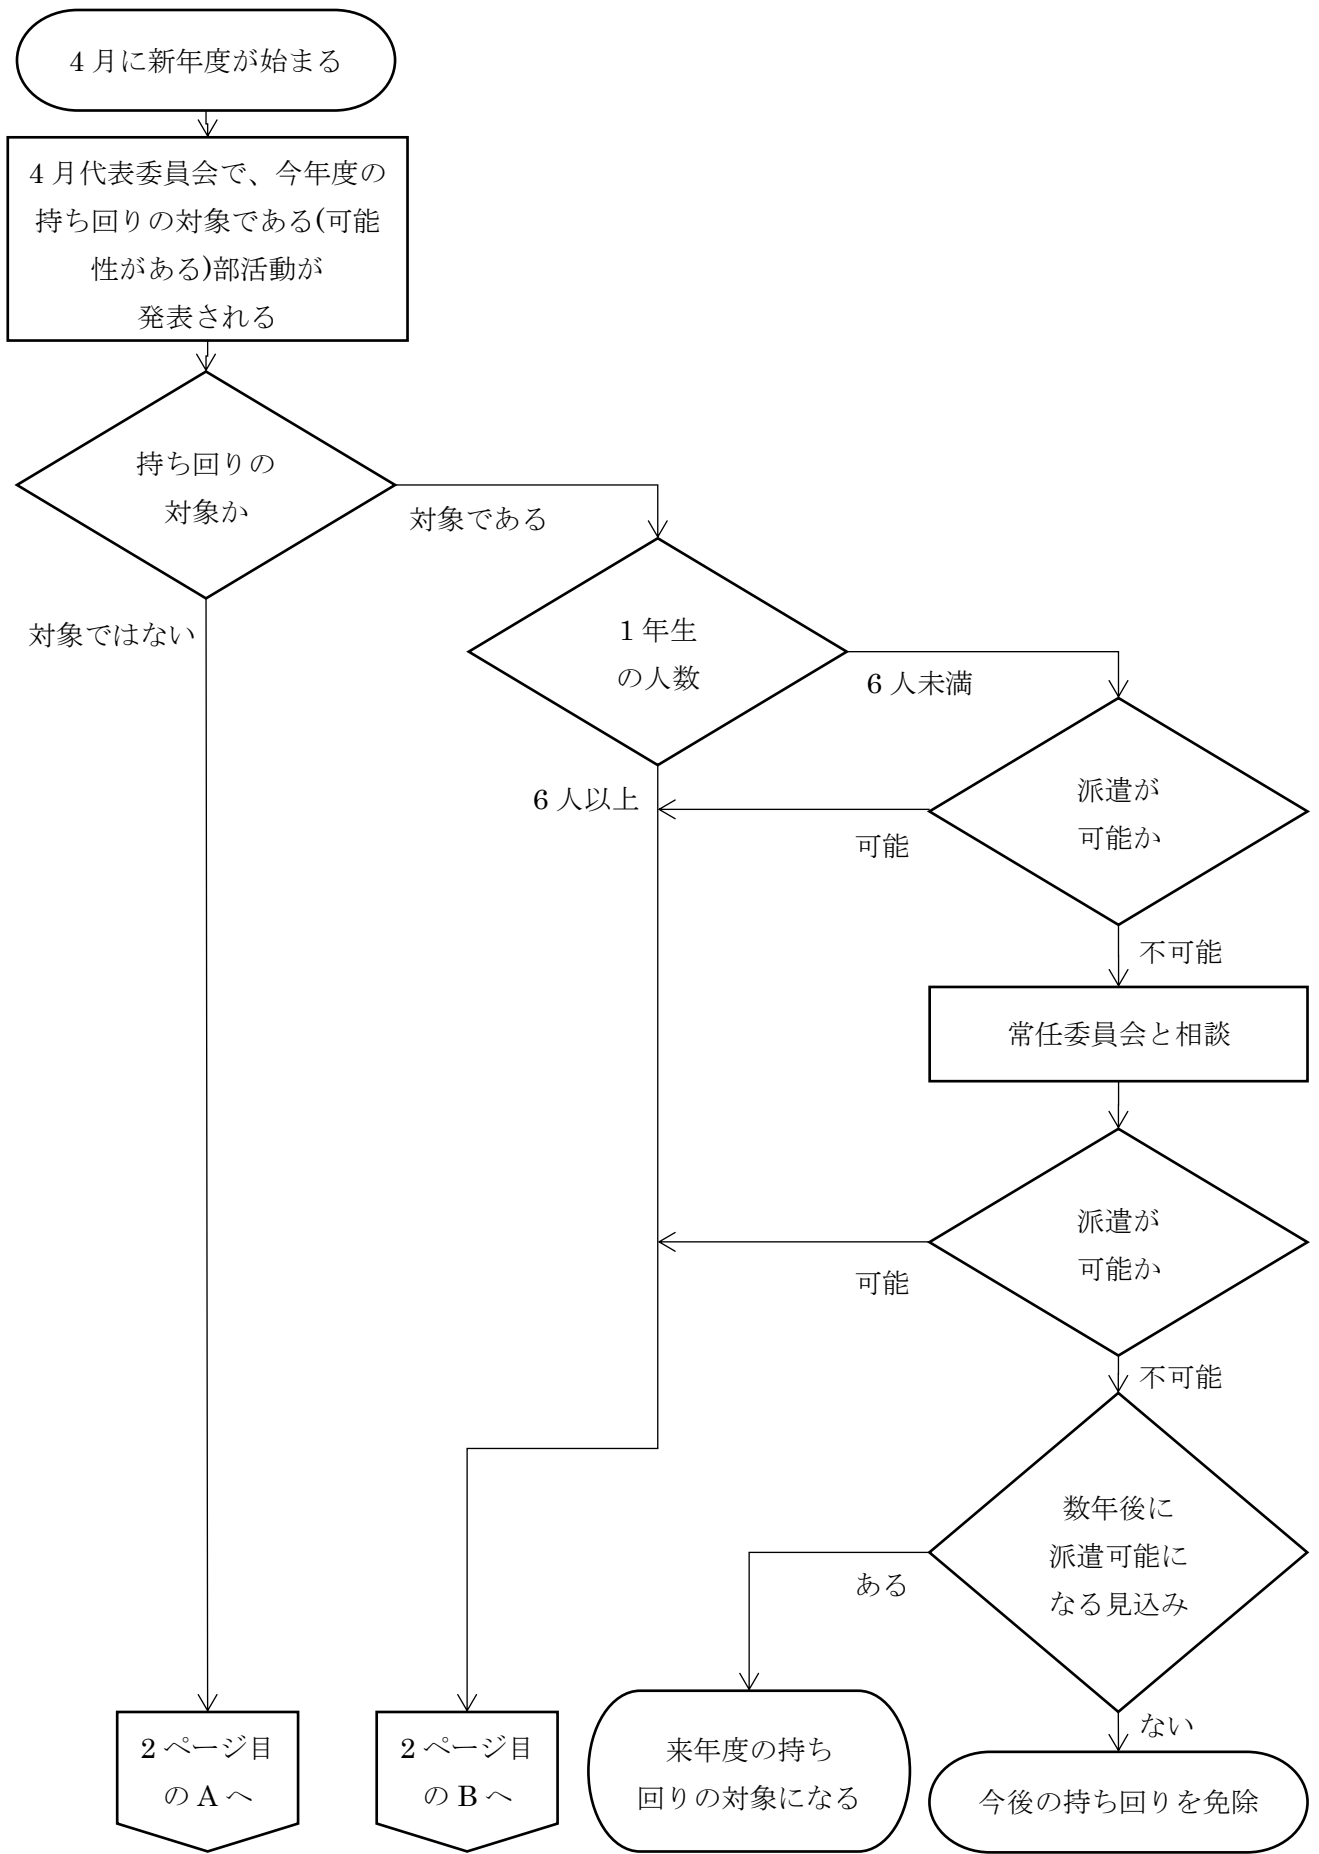 4 月に新年度が始まる
4 月代表委員会で、今年度の
持ち回りの対象である(可能
性がある)部活動が
発表される
持ち回りの
対象か
対象である
対象ではない
1 年生
の人数
6 人未満
6 人以上
派遣が
可能か
可能
不可能
常任委員会と相談
派遣が
可能か
可能
不可能
数年後に
派遣可能に
なる見込み
ある
ない
2 ページ目
の A へ
2 ページ目
の B へ
来年度の持ち
回りの対象になる
今後の持ち回りを免除